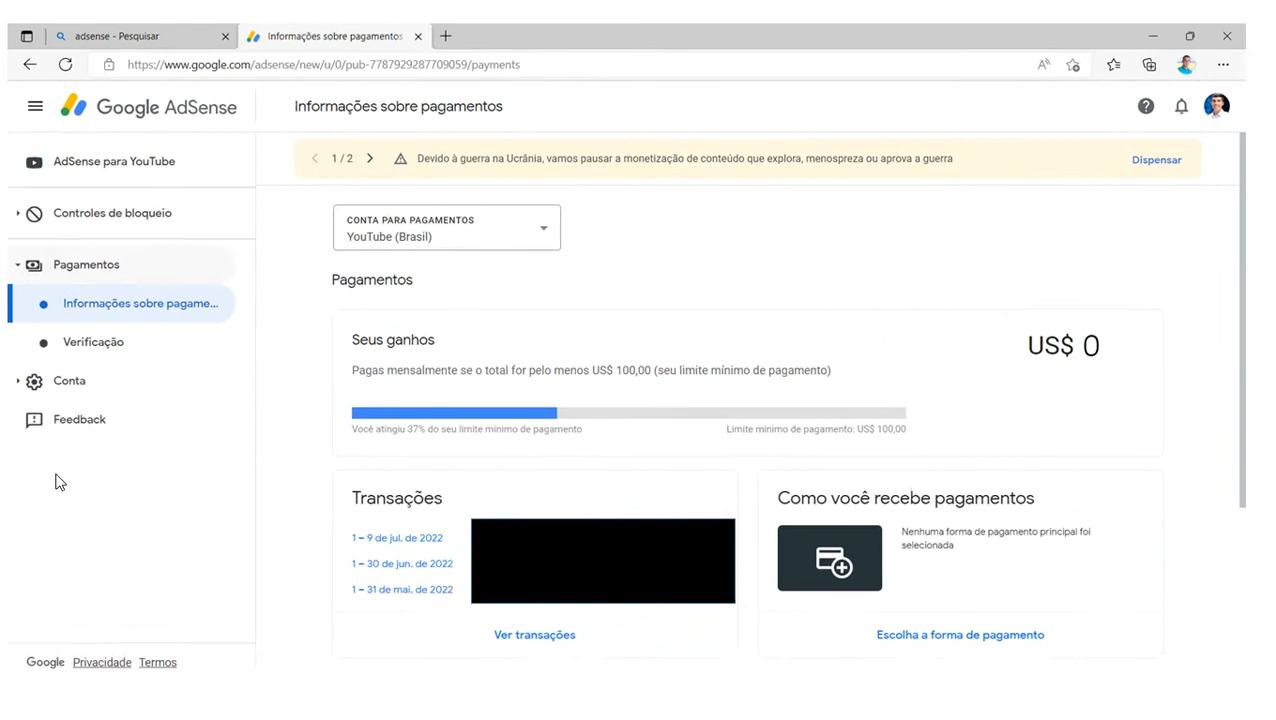 adsense - Pesquisar
Informações sobre pagamentos
https://www.google.com/adsense/new/u/0/pub-7787929287709059/payments
Google AdSense
Informações sobre pagamentos
AdSense para YouTube
1 / 2
Devido à guerra na Ucrânia, vamos pausar a monetização de conteúdo que explora, menospreza ou aprova a guerra
Dispensar
Controles de bloqueio
CONTA PARA PAGAMENTOS
YouTube (Brasil)
Pagamentos
Informações sobre pagame...
Verificação
Conta
Feedback
Pagamentos
Seus ganhos
US$ 0
Pagas mensalmente se o total for pelo menos US$ 100,00 (seu limite mínimo de pagamento)
Você atingiu 37% do seu limite mínimo de pagamento
Limite mínimo de pagamento: US$ 100,00
Transações
1 – 9 de jul. de 2022
1 – 30 de jun. de 2022
1 – 31 de mai. de 2022
Ver transações
Como você recebe pagamentos
Nenhuma forma de pagamento principal foi
selecionada
Escolha a forma de pagamento
Google Privacidade Termos